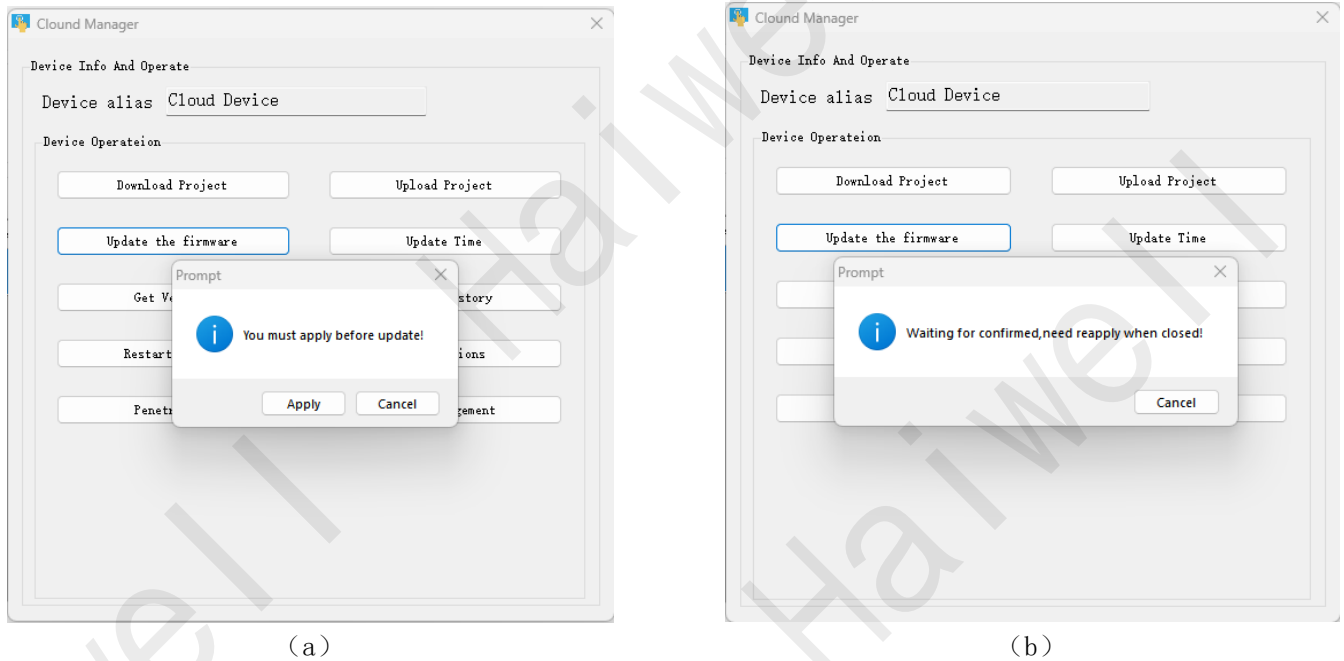 Clound Manager
Device Info And Operate
Device alias Cloud Device
Device Operateion
Download Project Upload Project
Update the firmware Update Time
Prompt
Get Ve story
You must apply before update!
Restart ions
Apply Cancel
Penetr gement
(a)
Clound Manager
Device Info And Operate
Device alias Cloud Device
Device Operateion
Download Project Upload Project
Update the firmware Update Time
Prompt
Waiting for confirmed,need reapply when closed!
Cancel
(b)
Haiwell